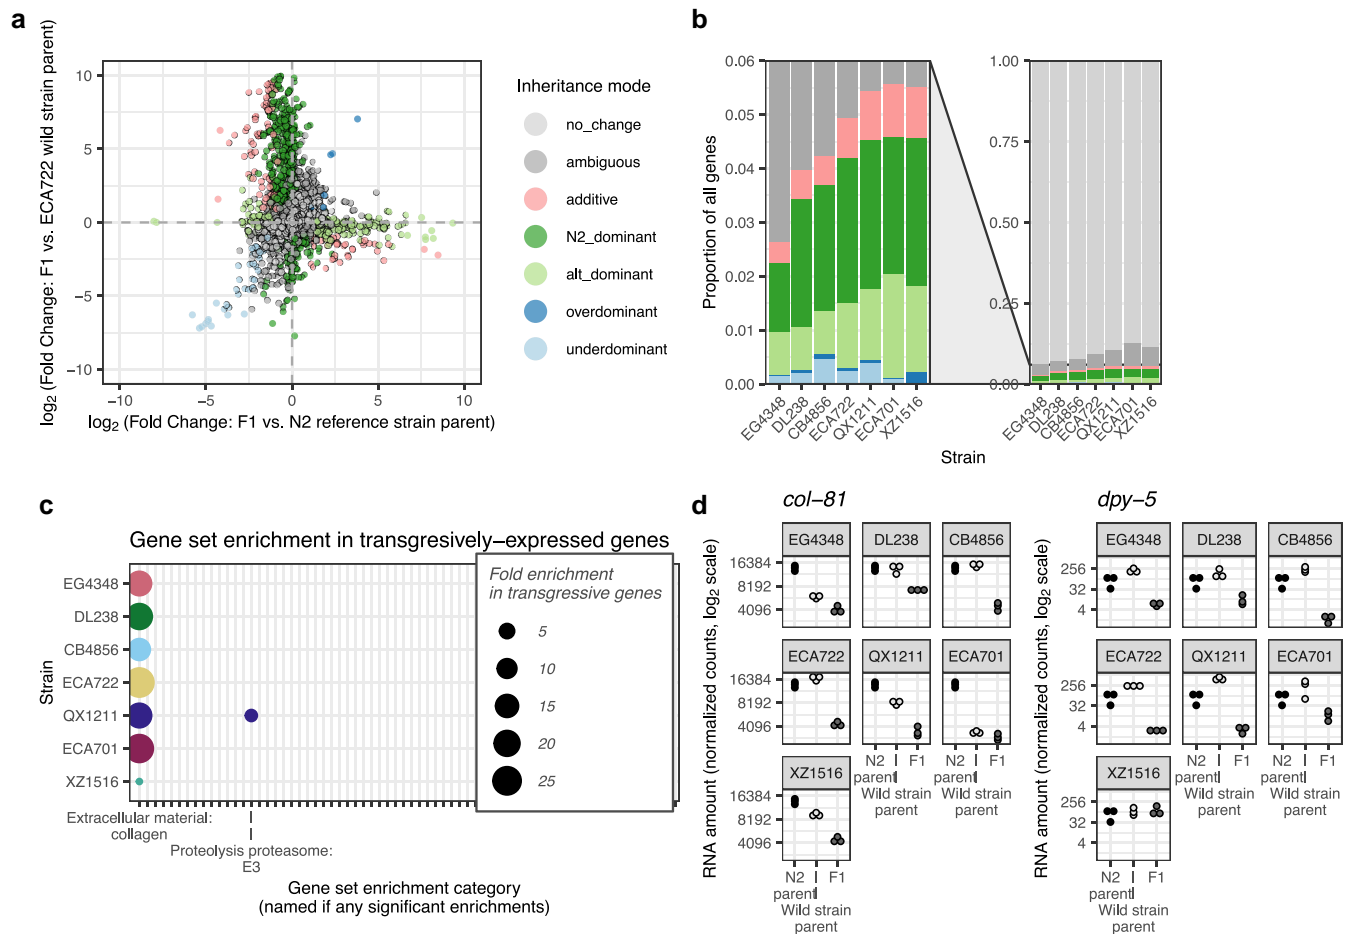 a
log2 (Fold Change: F1 vs. ECA722 wild strain parent)
10
5
0
−5
−10
−10
−5
0
5
10
log2 (Fold Change: F1 vs. N2 reference strain parent)
Inheritance mode
no_change
ambiguous
additive
N2_dominant
alt_dominant
overdominant
underdominant
b
Proportion of all genes
0.06
0.05
0.04
0.03
0.02
0.01
0.00
EG4348
DL238
CB4856
ECA722
QX1211
ECA701
XZ1516
1.00
0.75
0.50
0.25
0.00
EG4348
DL238
CB4856
ECA722
QX1211
ECA701
XZ1516
Strain
c
Gene set enrichment in transgresively−expressed genes
Strain
EG4348
DL238
CB4856
ECA722
QX1211
ECA701
XZ1516
Fold enrichment
in transgressive genes
5
10
15
20
25
Extracellular material:
collagen
Proteolysis proteasome:
E3
Gene set enrichment category
(named if any significant enrichments)
d
col−81
RNA amount (normalized counts, log2 scale)
EG4348
DL238
CB4856
16384
8192
4096
ECA722
QX1211
ECA701
16384
8192
4096
N2
parent
F1
Wild strain
parent
N2
parent
F1
Wild strain
parent
XZ1516
16384
8192
4096
N2
parent
F1
Wild strain
parent
dpy−5
RNA amount (normalized counts, log2 scale)
EG4348
DL238
CB4856
256
32
4
ECA722
QX1211
ECA701
256
32
4
N2
parent
F1
Wild strain
parent
N2
parent
F1
Wild strain
parent
XZ1516
256
32
4
N2
parent
F1
Wild strain
parent